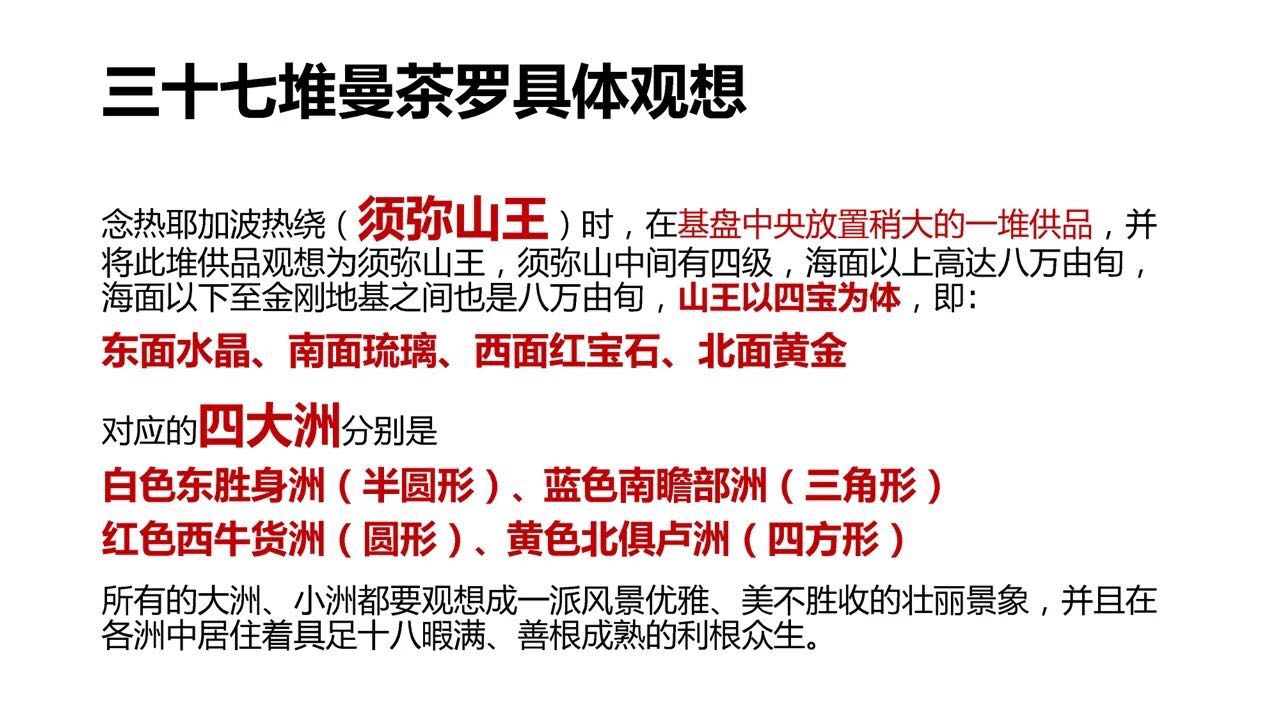 三十七堆曼茶罗具体观想
念热耶加波热绕（须弥山王）时，在基盘中央放置稍大的一堆供品，并
将此堆供品观想为须弥山王，须弥山中间有四级，海面以上高达八万由旬，
海面以下至金刚地基之间也是八万由旬，山王以四宝为体，即：
东面水晶、南面琉璃、西面红宝石、北面黄金
对应的四大洲分别是
白色东胜身洲（半圆形）、蓝色南瞻部洲（三角形）
红色西牛货洲（圆形）、黄色北俱卢洲（四方形）
所有的大洲、小洲都要观想成一派风景优雅、美不胜收的壮丽景象，并且在
各洲中居住着具足十八暇满、善根成熟的利根众生。